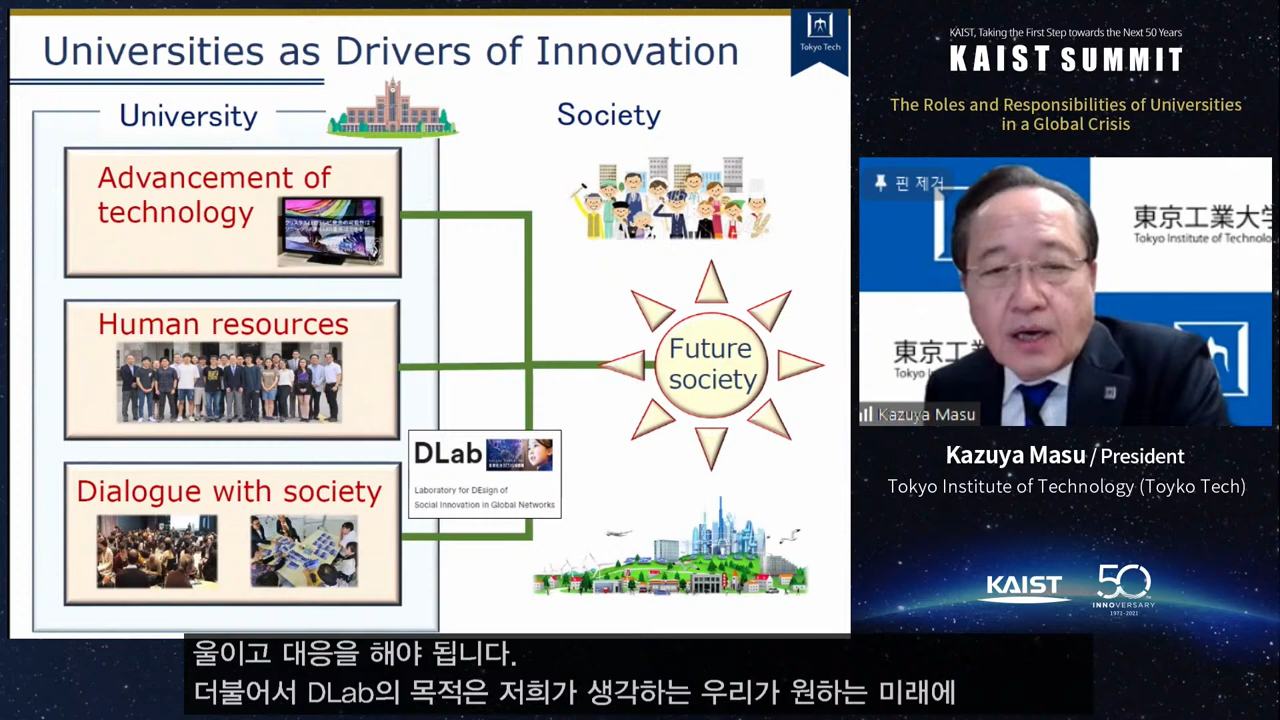 Universities as Drivers of Innovation
Tokyo Tech
University
Society
Advancement of
technology
Human resources
Future
society
DLab
Laboratory for DEsign of
Social Innovation in Global Networks
Dialogue with society
KAIST, Taking the First Step towards the Next 50 Years
KAIST SUMMIT
The Roles and Responsibilities of Universities
in a Global Crisis
핀 제거
東京工業大学
Tokyo Institute of Technolo
東京工
Tokyo In
Kazuya Masu
Kazuya Masu / President
Tokyo Institute of Technology (Toyko Tech)
KAIST
50
INNOVERSARY
1971-2021
울이고 대응을 해야 됩니다.
더불어서 DLab의 목적은 저희가 생각하는 우리가 원하는 미래에